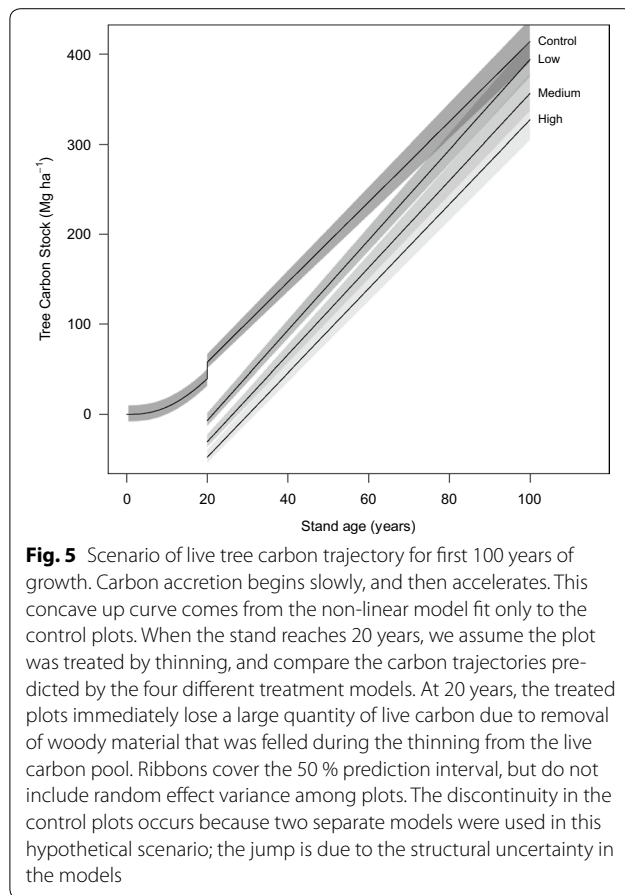 400
300
200
100
0
Tree Carbon Stock (Mg ha⁻¹)
Control
Low
Medium
High
0 20 40 60 80 100
Stand age (years)
Fig. 5 Scenario of live tree carbon trajectory for first 100 years of
growth. Carbon accretion begins slowly, and then accelerates. This
concave up curve comes from the non-linear model fit only to the
control plots. When the stand reaches 20 years, we assume the plot
was treated by thinning, and compare the carbon trajectories pre-
dicted by the four different treatment models. At 20 years, the treated
plots immediately lose a large quantity of live carbon due to removal
of woody material that was felled during the thinning from the live
carbon pool. Ribbons cover the 50 % prediction interval, but do not
include random effect variance among plots. The discontinuity in the
control plots occurs because two separate models were used in this
hypothetical scenario; the jump is due to the structural uncertainty in
the models